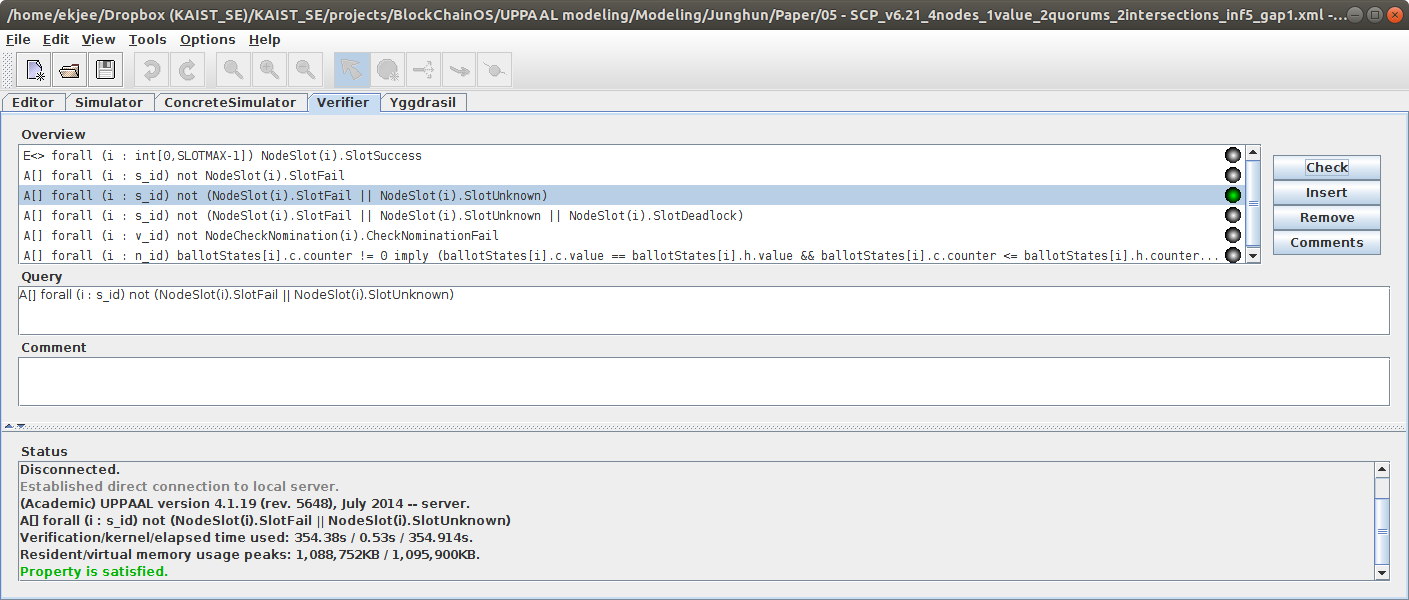 /home/ekjee/Dropbox (KAIST_SE)/KAIST_SE/projects/BlockChainOS/UPPAAL modeling/Modeling/Junghun/Paper/05 - SCP_v6.21_4nodes_1value_2quorums_2intersections_inf5_gap1.xml -...
File Edit View Tools Options Help
Editor Simulator ConcreteSimulator Verifier Yggdrasil
Overview
E<> forall (i : int[0,SLOTMAX-1]) NodeSlot(i).SlotSuccess
A[] forall (i : s_id) not NodeSlot(i).SlotFail
A[] forall (i : s_id) not (NodeSlot(i).SlotFail || NodeSlot(i).SlotUnknown)
A[] forall (i : s_id) not (NodeSlot(i).SlotFail || NodeSlot(i).SlotUnknown || NodeSlot(i).SlotDeadlock)
A[] forall (i : v_id) not NodeCheckNomination(i).CheckNominationFail
A[] forall (i : n_id) ballotStates[i].c.counter != 0 imply (ballotStates[i].c.value == ballotStates[i].h.value && ballotStates[i].c.counter <= ballotStates[i].h.counter...
Check
Insert
Remove
Comments
Query
A[] forall (i : s_id) not (NodeSlot(i).SlotFail || NodeSlot(i).SlotUnknown)
Comment
Status
Disconnected.
Established direct connection to local server.
(Academic) UPPAAL version 4.1.19 (rev. 5648), July 2014 -- server.
A[] forall (i : s_id) not (NodeSlot(i).SlotFail || NodeSlot(i).SlotUnknown)
Verification/kernel/elapsed time used: 354.38s / 0.53s / 354.914s.
Resident/virtual memory usage peaks: 1,088,752KB / 1,095,900KB.
Property is satisfied.